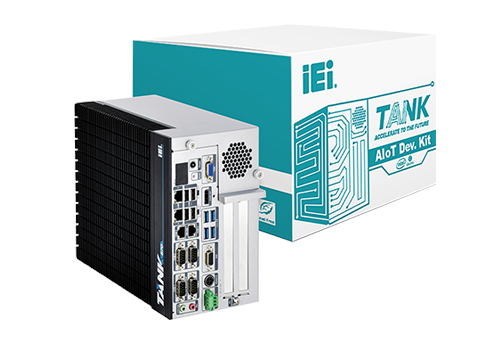 iEi
TANK
ACCELERATE TO THE FUTURE
AIoT Dev. Kit
iEi
TANK